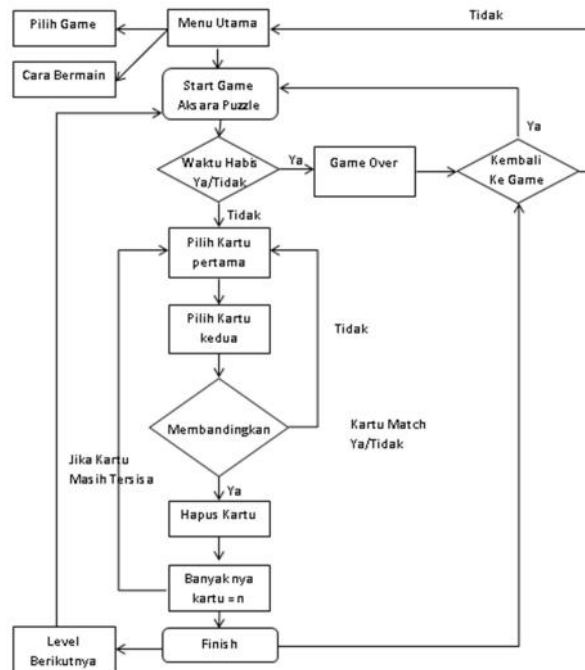 Pilih Game
Menu Utama
Tidak
Cara Bermain
Start Game
Aksara Puzzle
Ya
Waktu Habis
Ya/Tidak
Ya
Game Over
Kembali
Ke Game
Tidak
Pilih Kartu
pertama
Pilih Kartu
kedua
Tidak
Membandingkan
Kartu Match
Ya/Tidak
Jika Kartu
Masih Tersisa
Ya
Hapus Kartu
Banyaknya
kartu = n
Level
Berikutnya
Finish